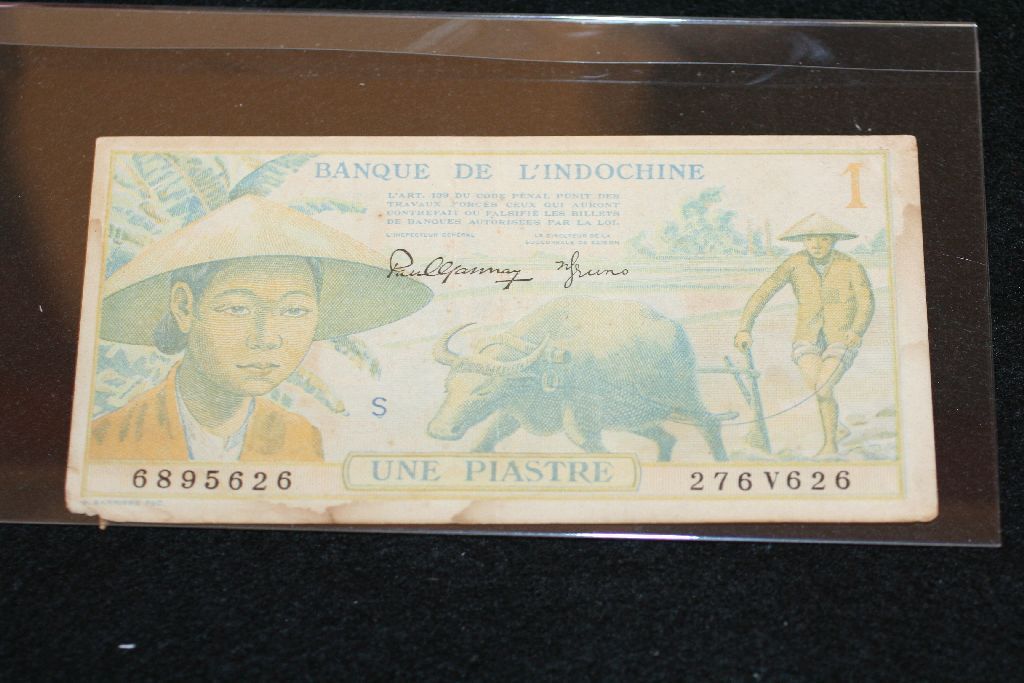 BANQUE DE L'INDOCHINE
1
L'ART. 139 DU CODE PÉNAL PUNIT DES
TRAVAUX FORCÉS CEUX QUI AURONT
CONTREFAIT OU FALSIFIÉ LES BILLETS
DE BANQUES AUTORISÉES PAR LA LOI.
L'INSPECTEUR GÉNÉRAL
LE DIRECTEUR DE LA
SUCCURSALE DE SAIGON
S
6895626
UNE PIASTRE
276 V626